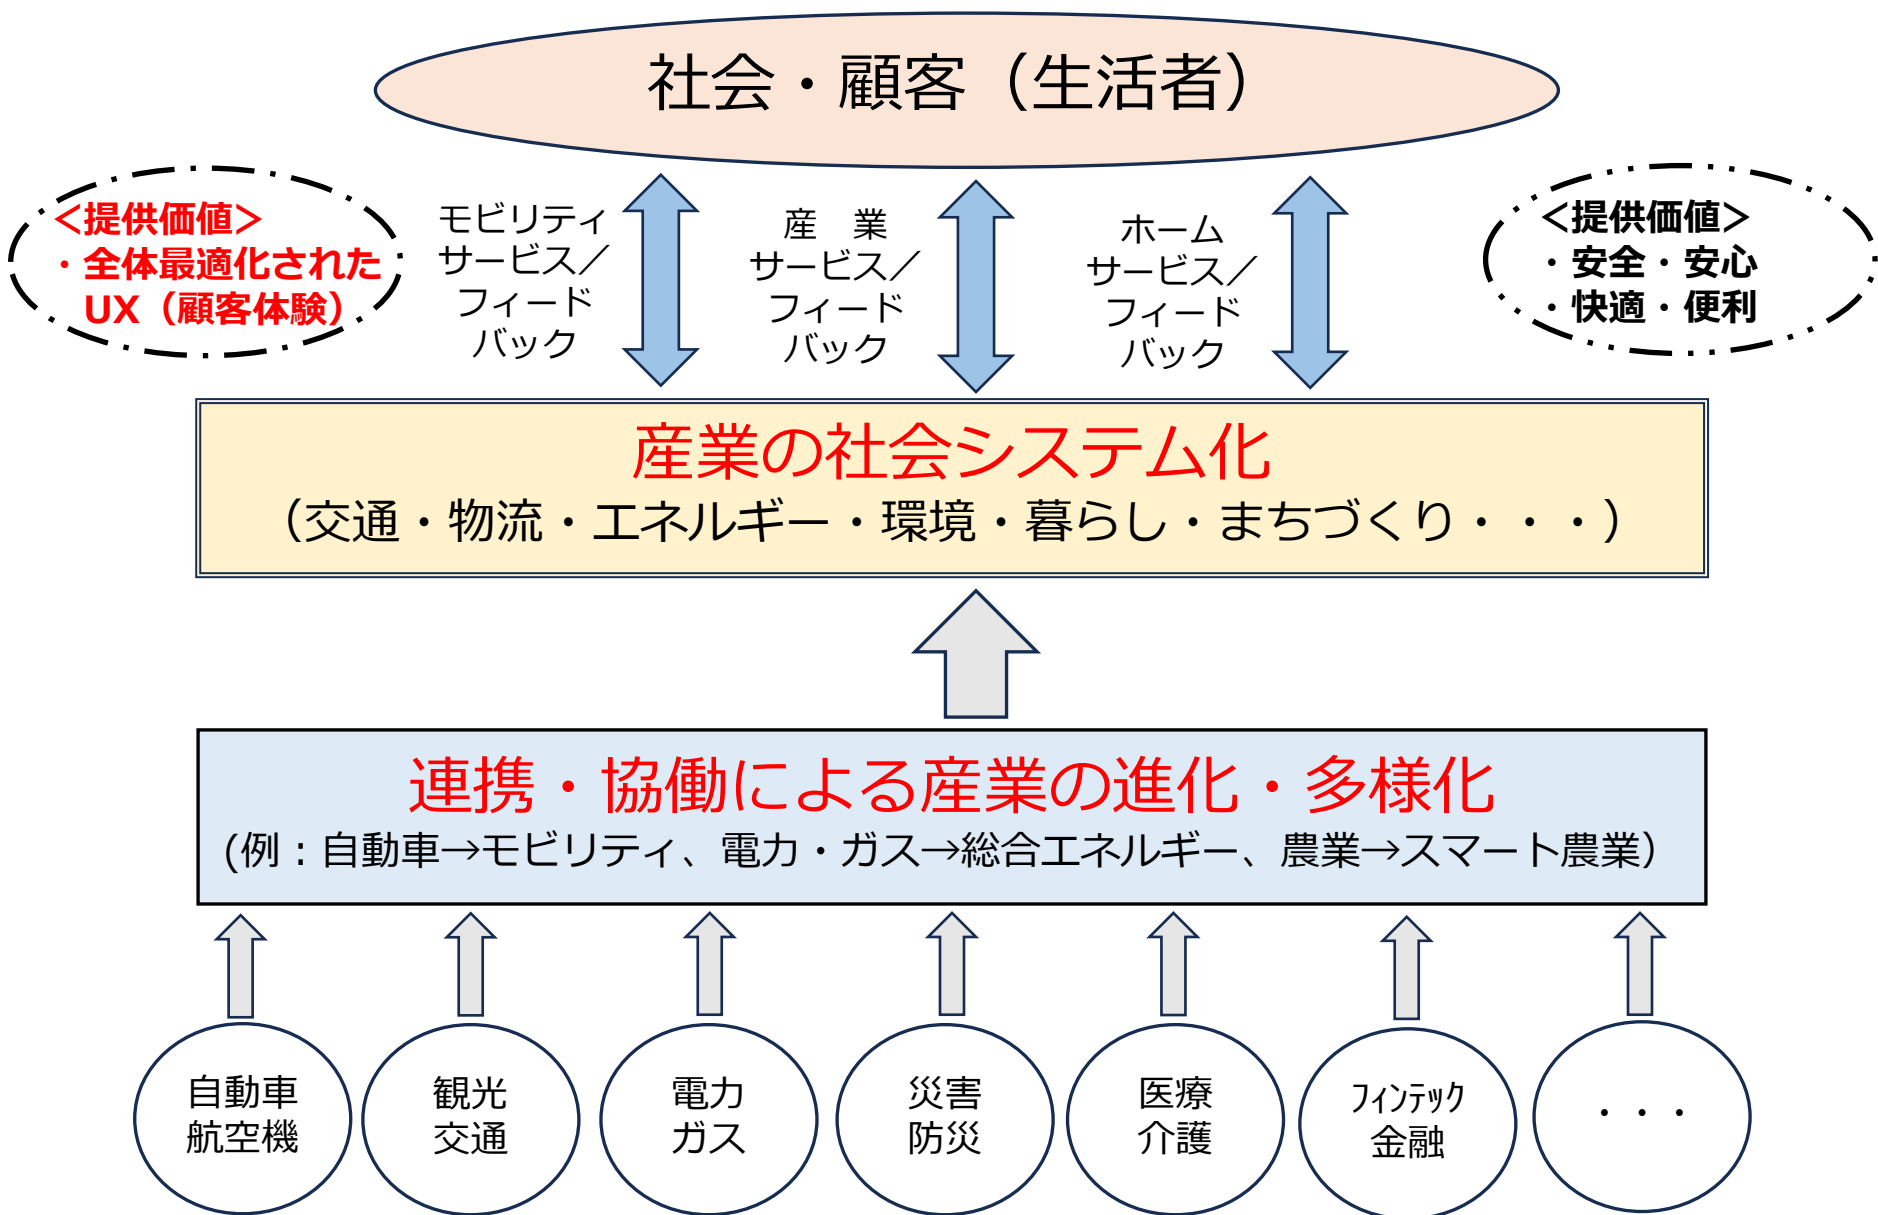 社会・顧客（生活者）
＜提供価値＞
・全体最適化された
UX（顧客体験）
モビリティ
サービス／
フィード
バック
産　業
サービス／
フィード
バック
ホーム
サービス／
フィード
バック
＜提供価値＞
・安全・安心
・快適・便利
産業の社会システム化
（交通・物流・エネルギー・環境・暮らし・まちづくり・・・）
連携・協働による産業の進化・多様化
(例：自動車→モビリティ、電力・ガス→総合エネルギー、農業→スマート農業）
自動車
航空機
観光
交通
電力
ガス
災害
防災
医療
介護
ﾌｨﾝﾃｯｸ
金融
・・・